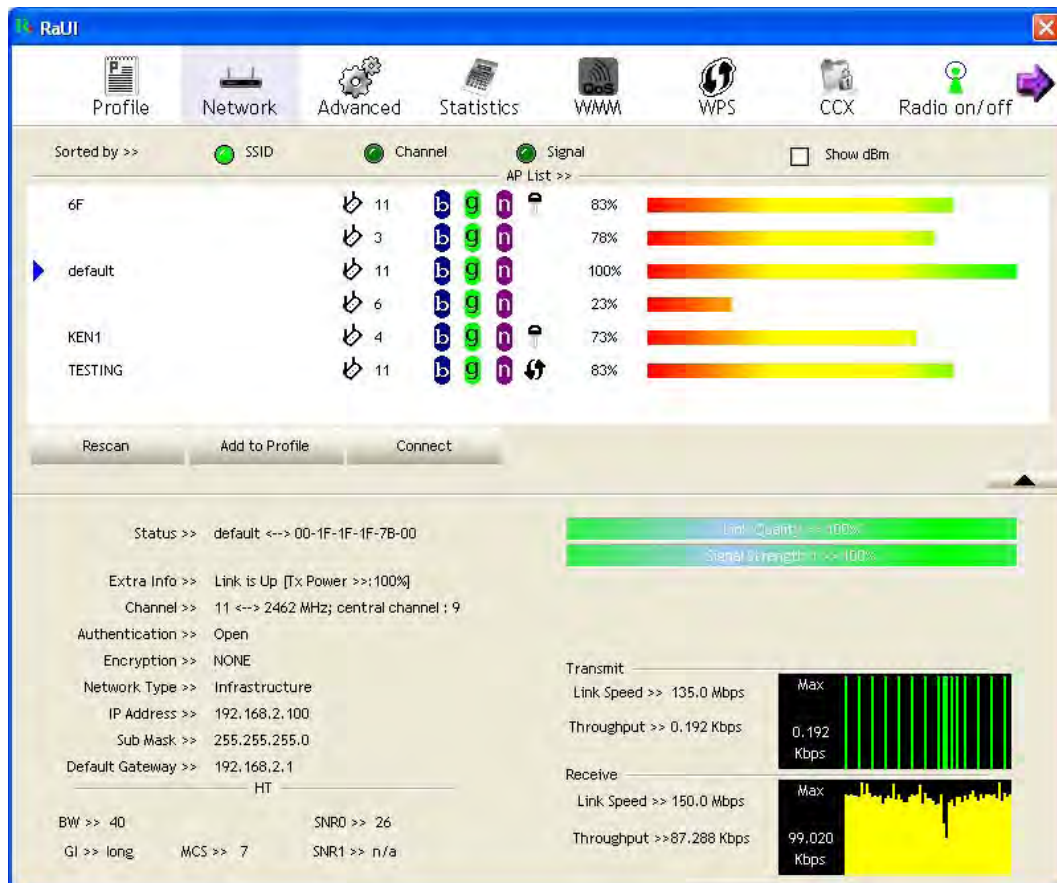 RaUI
Profile Network Advanced Statistics QoS WMM WPS CCX Radio on/off
Sorted by >> SSID Channel Signal Show dBm
AP List >>
6F 11 b g n 83%
3 b g n 78%
default 11 b g n 100%
6 b g n 23%
KEN1 4 b g n 73%
TESTING 11 b g n 83%
Rescan Add to Profile Connect
Status >> default <--> 00-1F-1F-1F-7B-00
Extra Info >> Link is Up [Tx Power >>:100%]
Channel >> 11 <--> 2462 MHz; central channel : 9
Authentication >> Open
Encryption >> NONE
Network Type >> Infrastructure
IP Address >> 192.168.2.100
Sub Mask >> 255.255.255.0
Default Gateway >> 192.168.2.1
HT
BW >> 40 SNR0 >> 26
GI >> long MCS >> 7 SNR1 >> n/a
Link Quality >> 100%
Signal Strength 1 >> 100%
Transmit
Link Speed >> 135.0 Mbps
Throughput >> 0.192 Kbps
Max
0.192
Kbps
Receive
Link Speed >> 150.0 Mbps
Throughput >>87.288 Kbps
Max
99.020
Kbps